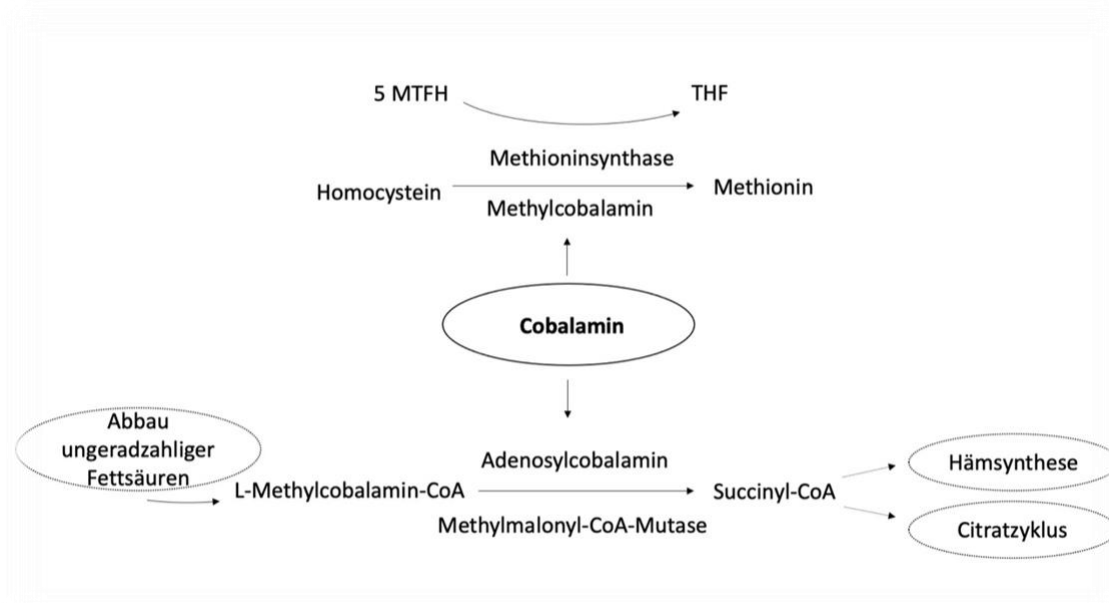 5 MTFH
THF
Methioninsynthase
Homocystein
Methionin
Methylcobalamin
Cobalamin
Abbau
ungeradzahliger
Fettsäuren
Adenosylcobalamin
Hämsynthese
L-Methylcobalamin-CoA
Succinyl-CoA
Methylmalonyl-CoA-Mutase
Citratzyklus